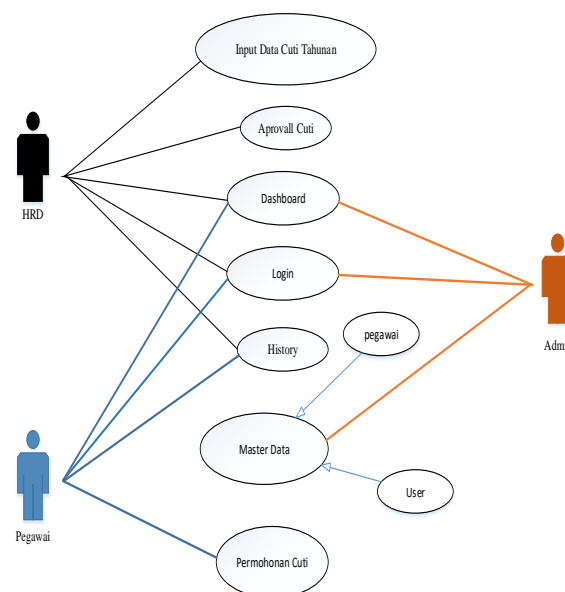 Input Data Cuti Tahunan
Aprovall Cuti
HRD
Dashboard
Login
pegawai
History
Adm
Master Data
User
Pegawai
Permohonan Cuti